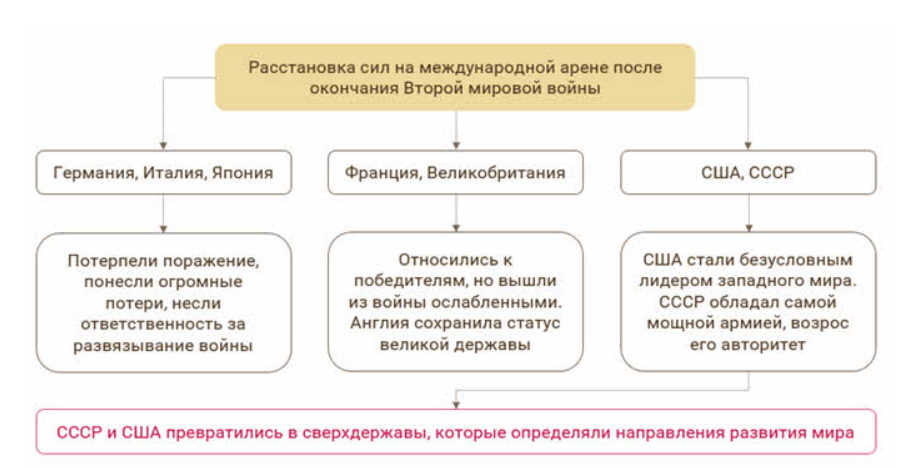 Расстановка сил на международной арене после
окончания Второй мировой войны
Германия, Италия, Япония
Франция, Великобритания
США, СССР
Потерпели поражение,
понесли огромные
потери, несли
ответственность за
развязывание войны
Относились к
победителям, но вышли
из войны ослабленными.
Англия сохранила статус
великой державы
США стали безусловным
лидером западного мира.
СССР обладал самой
мощной армией, возрос
его авторитет
СССР и США превратились в сверхдержавы, которые определяли направления развития мира